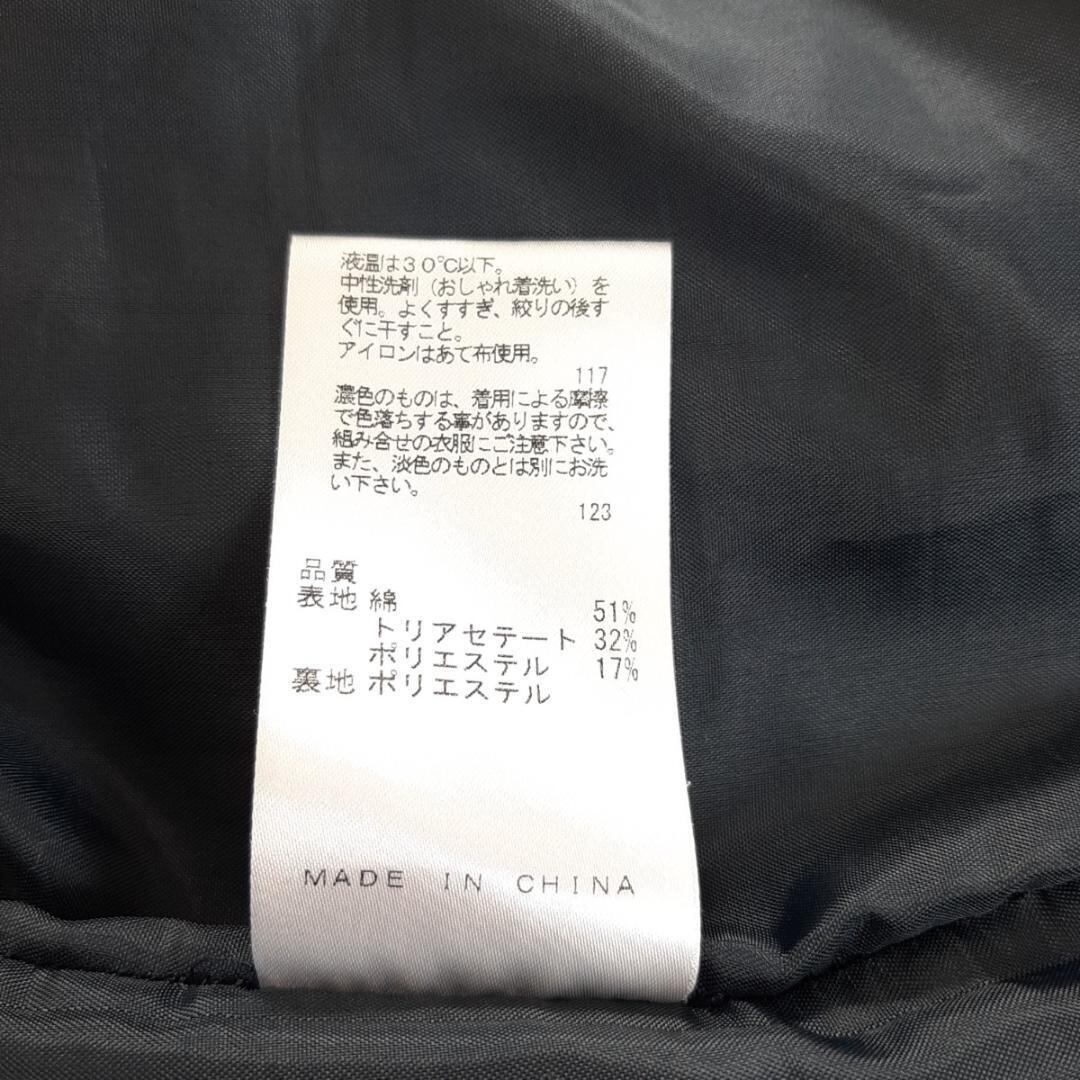 液温は30℃以下。
中性洗剤（おしゃれ着洗い）を
使用。よくすすぎ、絞りの後す
ぐに干すこと。
アイロンはあて布使用。
117
濃色のものは、着用による摩擦
で色落ちする事がありますので、
組み合せの衣服にご注意下さい。
また、淡色のものとは別にお洗
い下さい。
123
品質
表地 綿 51%
トリアセテート 32%
ポリエステル 17%
裏地 ポリエステル
MADE IN CHINA